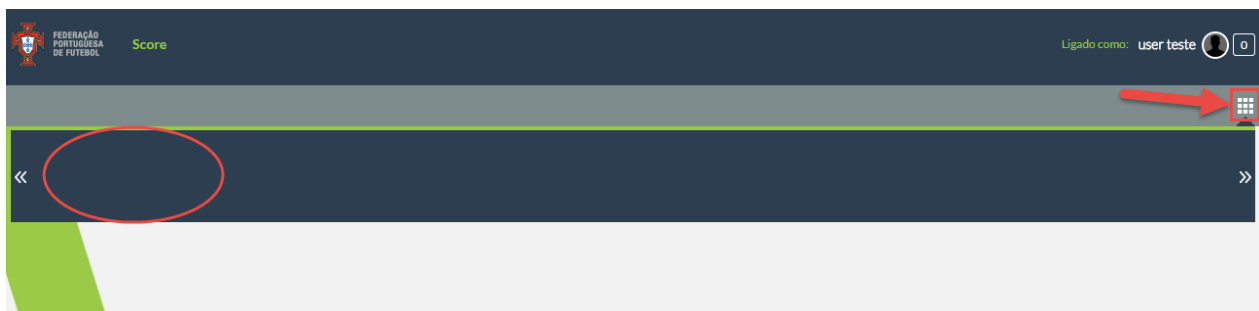 FEDERAÇÃO
PORTUGUESA
DE FUTEBOL
Score
Ligado como: user teste 0
«
»